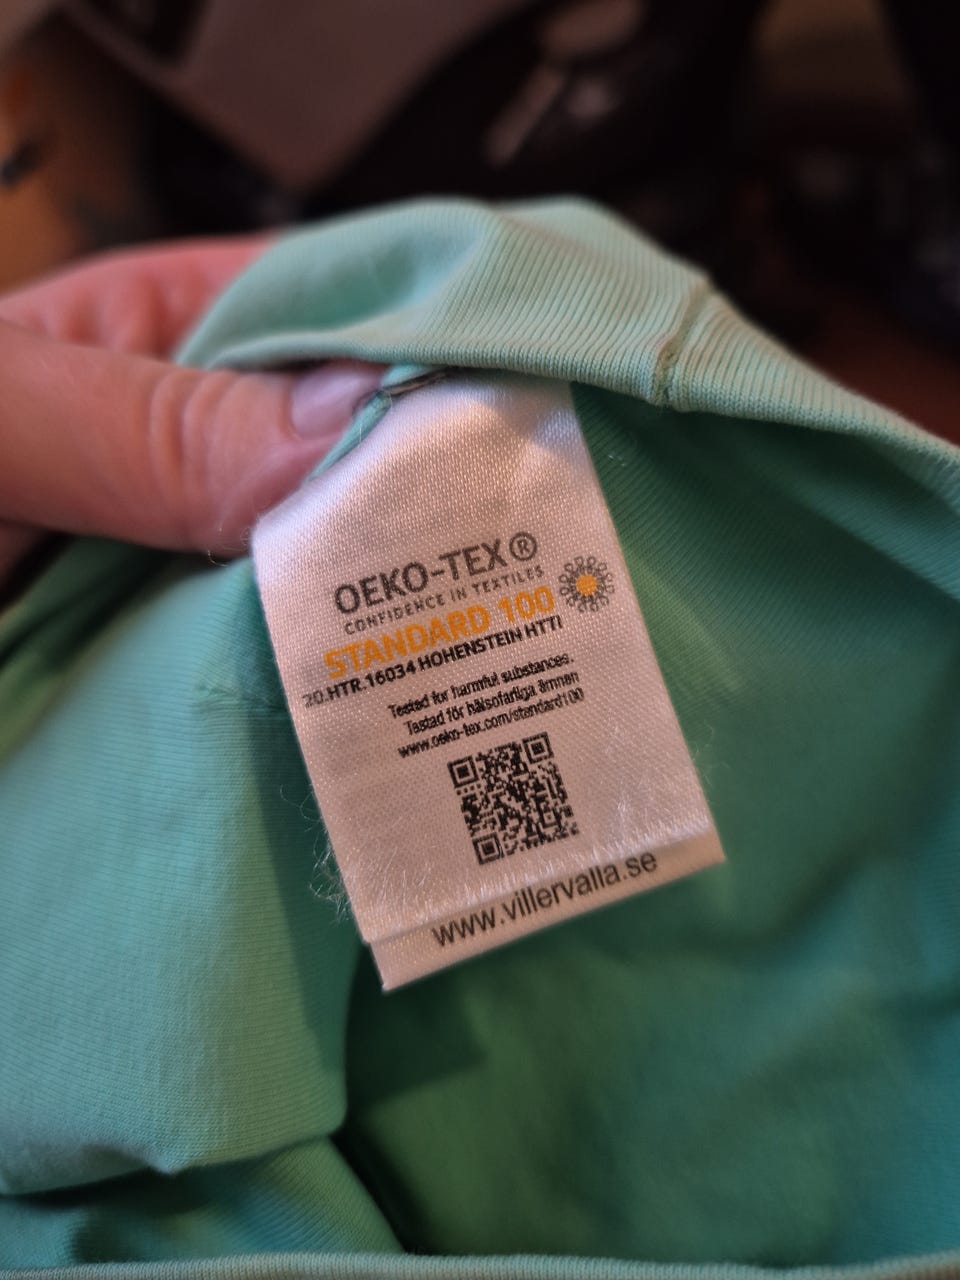 OEKO-TEX®
CONFIDENCE IN TEXTILES
STANDARD 100
20.HTR.16034 HOHENSTEIN HTTI
Tested for harmful substances.
Testad för hälsofarliga ämnen
www.oeko-tex.com/standard100
www.villervalla.se